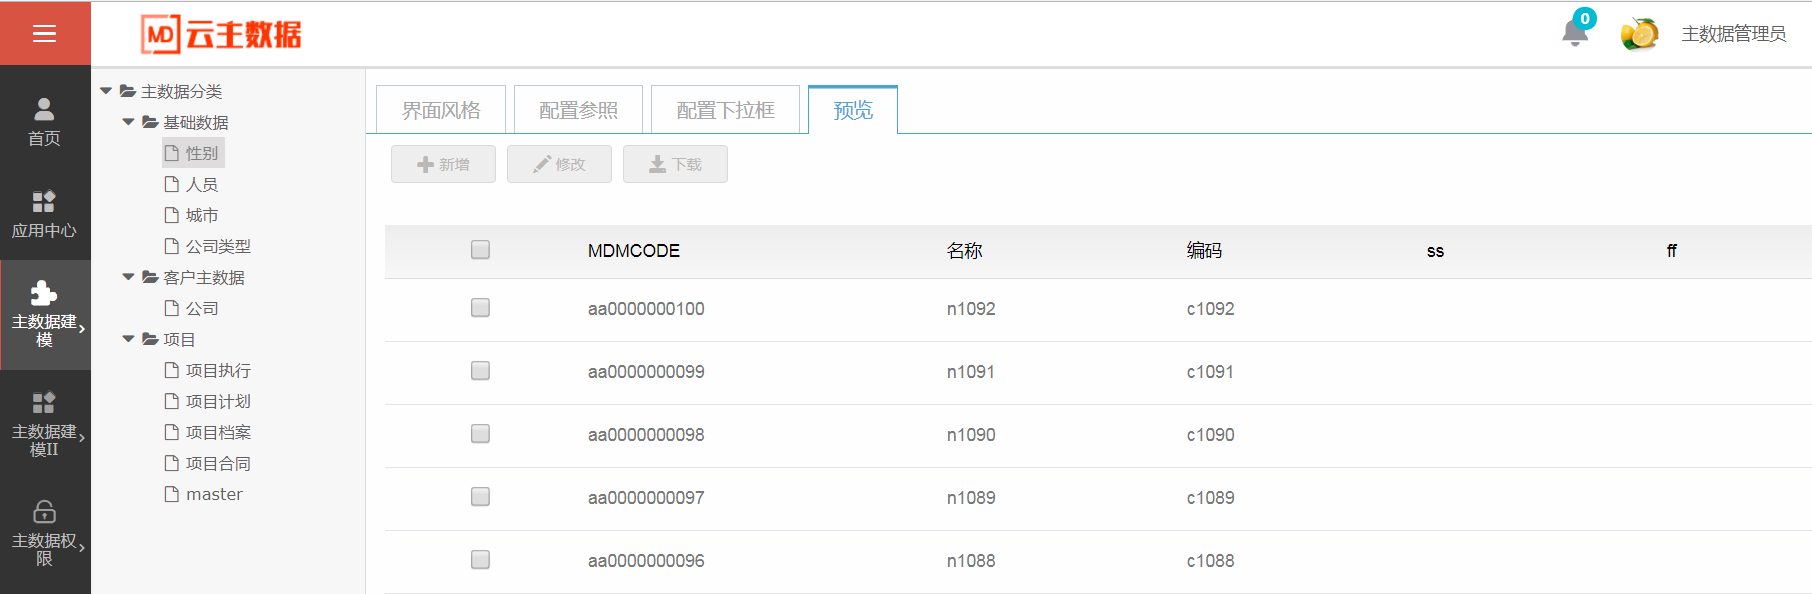 MD 云主数据
0
主数据管理员
首页
应用中心
主数据建
模
主数据建
模II
主数据权
限
主数据分类
基础数据
性别
人员
城市
公司类型
客户主数据
公司
项目
项目执行
项目计划
项目档案
项目合同
master
界面风格 配置参照 配置下拉框 预览
新增 修改 下载
MDMCODE 名称 编码 ss ff
aa0000000100 n1092 c1092
aa0000000099 n1091 c1091
aa0000000098 n1090 c1090
aa0000000097 n1089 c1089
aa0000000096 n1088 c1088